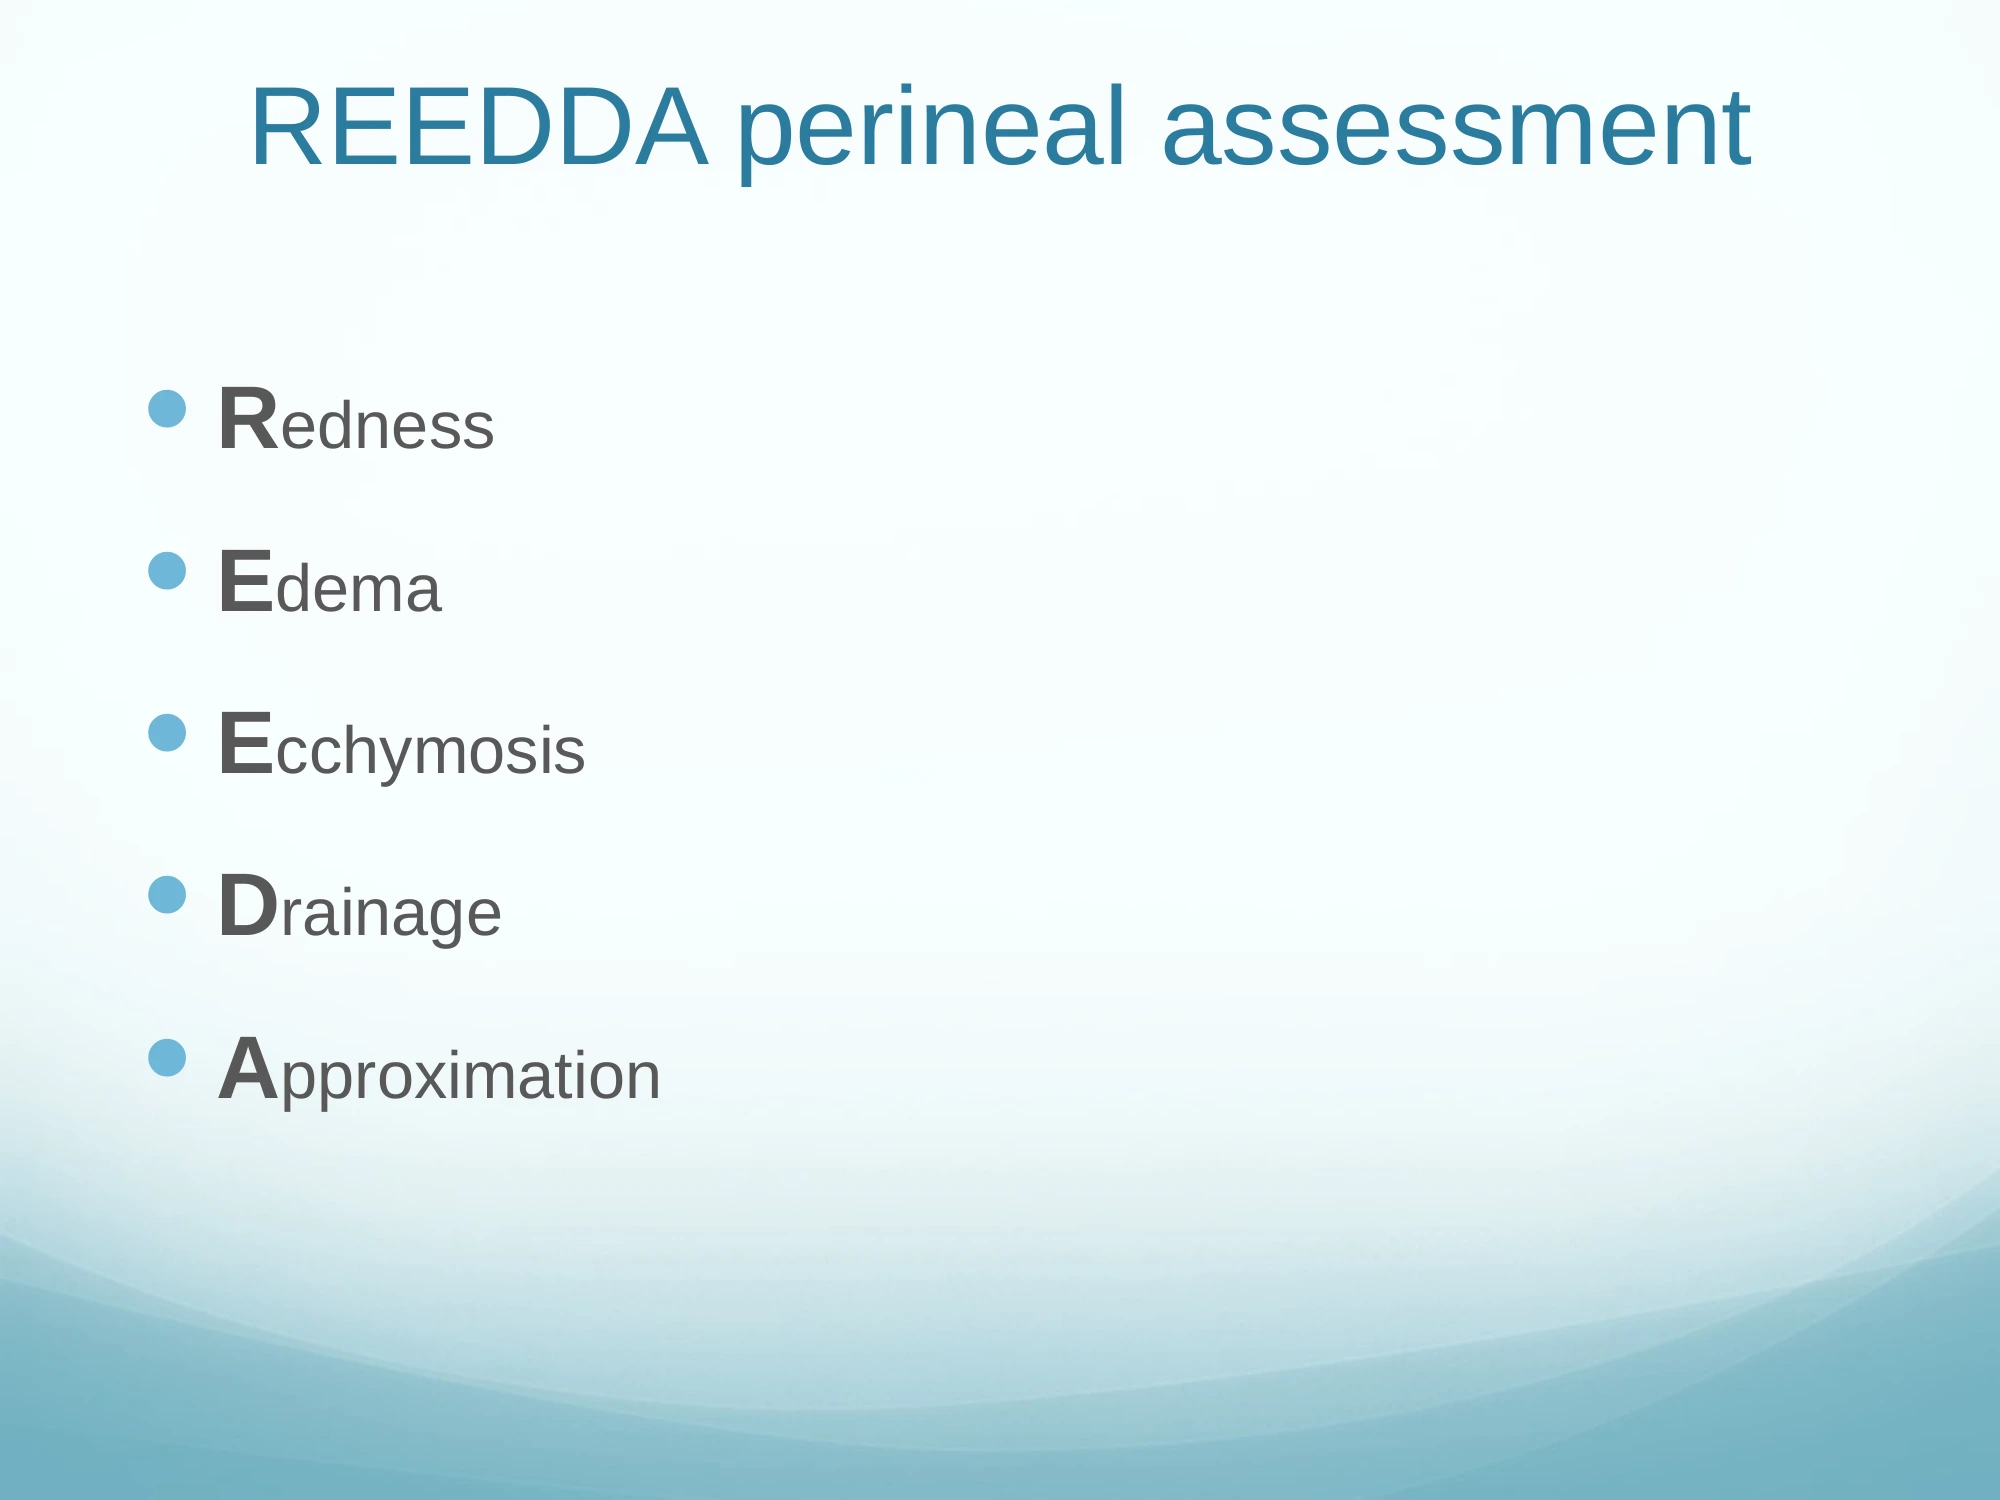 REEDDA perineal assessment
• Redness
• Edema
• Ecchymosis
• Drainage
• Approximation